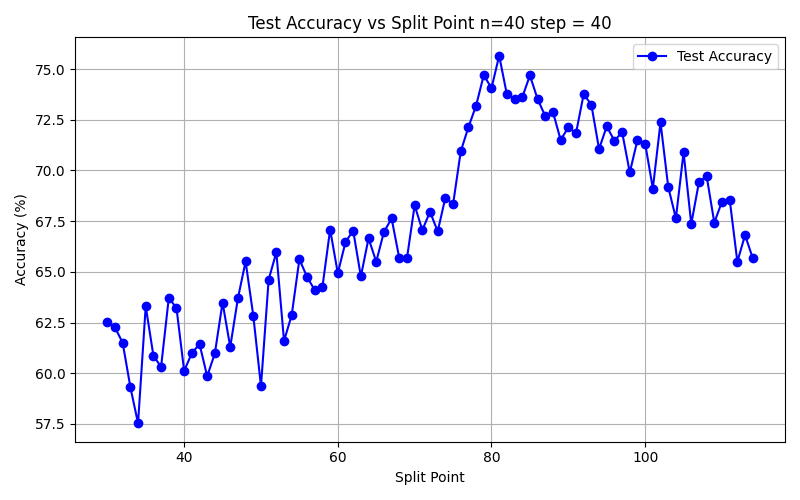 Test Accuracy vs Split Point n=40 step = 40
Test Accuracy
75.0
72.5
70.0
67.5
65.0
62.5
60.0
57.5
Accuracy (%)
40 60 80 100
Split Point